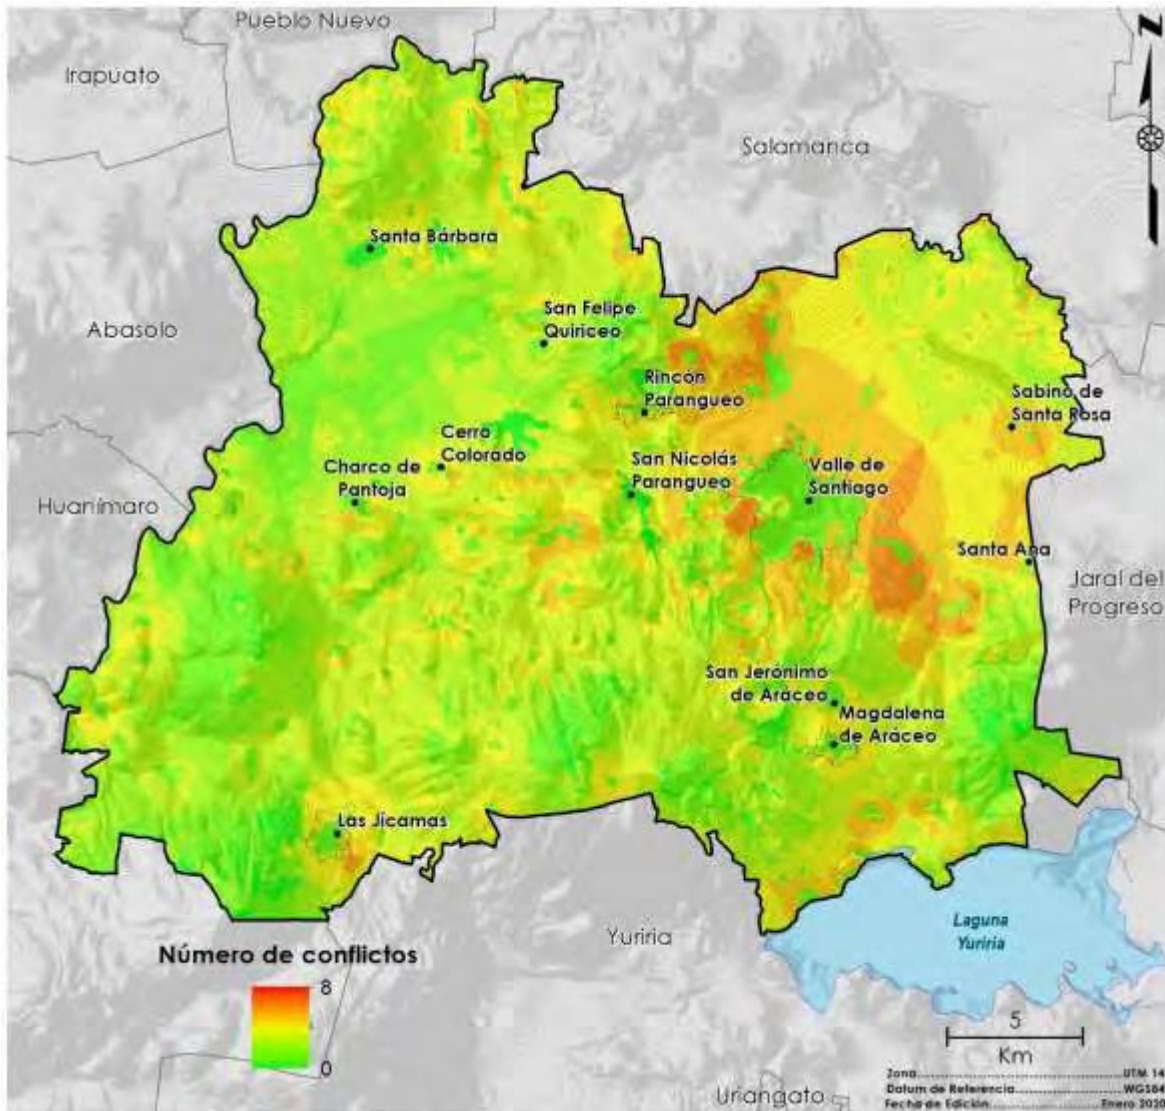 Pueblo Nuevo
Irapuato
Z
Salamanca
Santa Bárbara
San Felipe
Quiriceo
Abasolo
Rincón
Parangueo
Sabino de
Santa Rosa
Cerro
Colorado
Charco de
Pantoja
San Nicolás
Parangueo
Valle de
Santiago
Huanímaro
Santa Ana
Jaral del
Progreso
San Jerónimo
de Aráceo
Magdalena
de Aráceo
Las Jícamas
Laguna
Yuriria
Yuriria
Número de conflictos
8
0
5
Km
Zona UTM 14
Datum de Referencia WGS84
Fecha de Edición Enero 2020
Uriangato